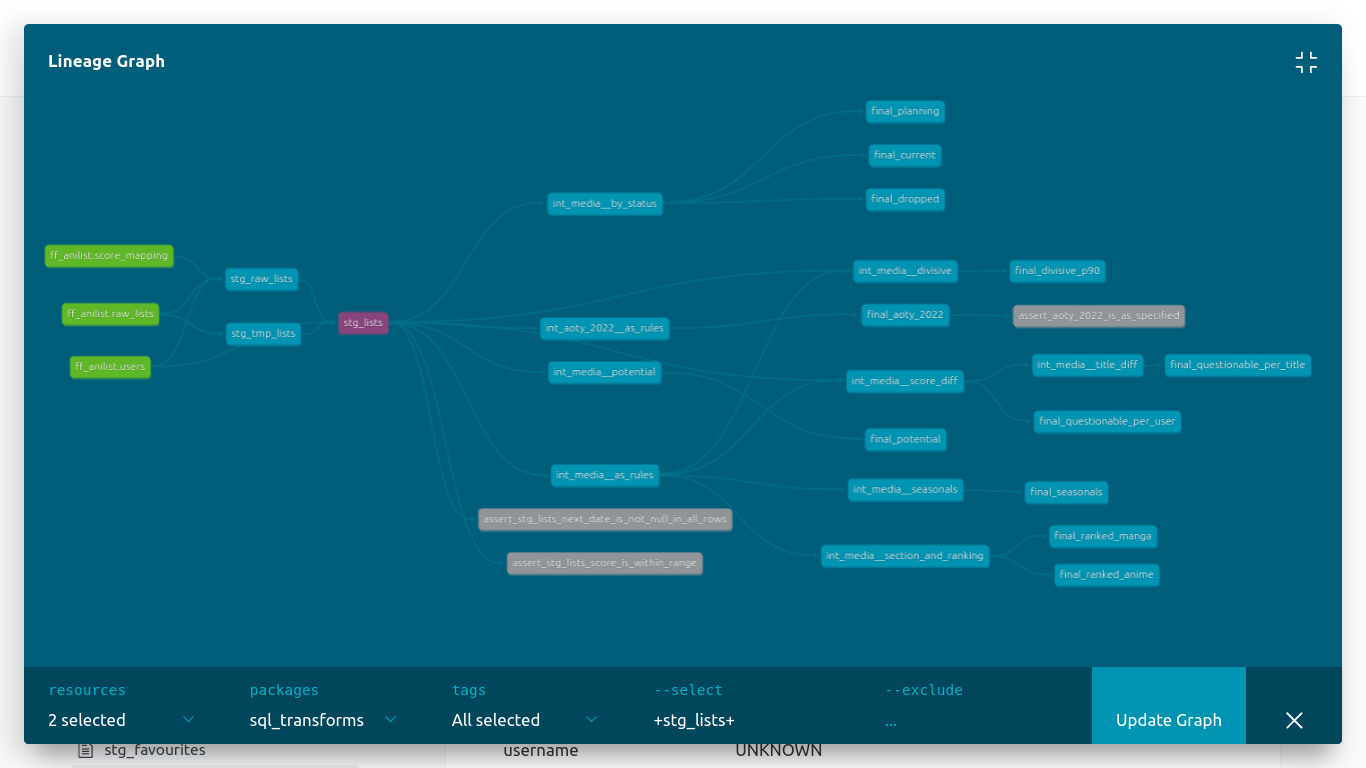 Lineage Graph
final_planning
final_current
final_dropped
int_media__by_status
ff_anilist.score_mapping
stg_raw_lists
ff_anilist.raw_lists
stg_tmp_lists
stg_lists
ff_anilist.users
int_media__divisive
final_divisive_p90
int_aoty_2022__as_rules
final_aoty_2022
assert_aoty_2022_is_as_specified
int_media__potential
int_media__score_diff
int_media__title_diff
final_questionable_per_title
final_questionable_per_user
final_potential
int_media__as_rules
int_media__seasonals
final_seasonals
assert_stg_lists_next_date_is_not_null_in_all_rows
assert_stg_lists_score_is_within_range
int_media__section_and_ranking
final_ranked_manga
final_ranked_anime
resources
2 selected
packages
sql_transforms
tags
All selected
--select
+stg_lists+
--exclude
...
Update Graph
stg_favourites
username
UNKNOWN